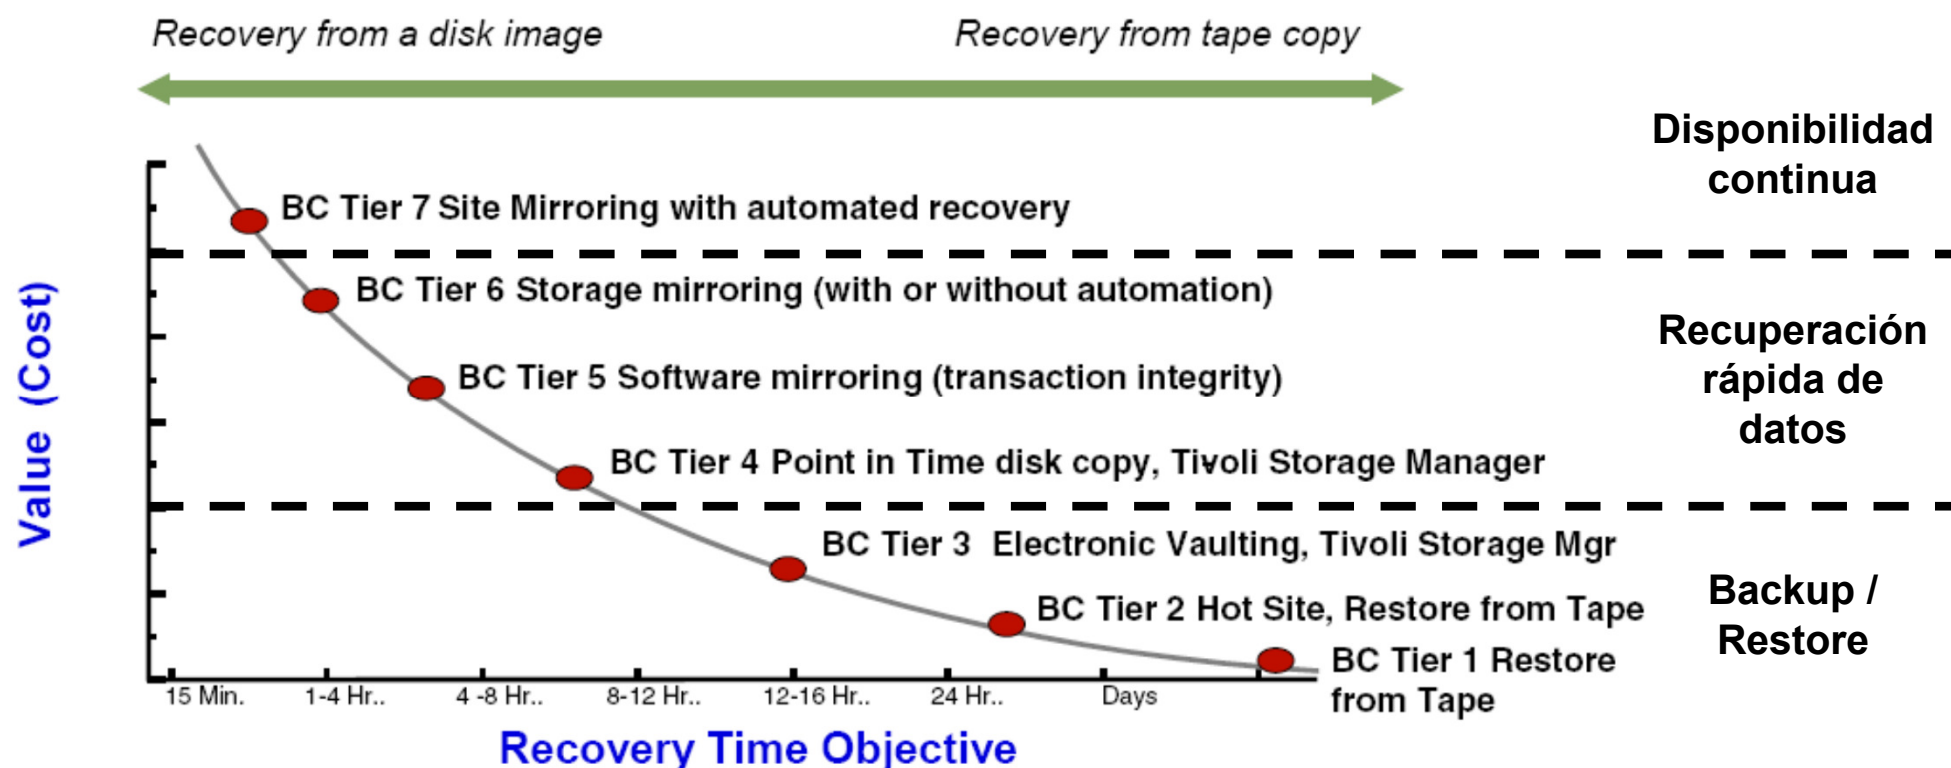 Recovery from a disk image
Recovery from tape copy
Disponibilidad
continua
BC Tier 7 Site Mirroring with automated recovery
BC Tier 6 Storage mirroring (with or without automation)
Recuperación
rápida de
datos
BC Tier 5 Software mirroring (transaction integrity)
BC Tier 4 Point in Time disk copy, Tivoli Storage Manager
BC Tier 3 Electronic Vaulting, Tivoli Storage Mgr
Backup /
Restore
BC Tier 2 Hot Site, Restore from Tape
BC Tier 1 Restore
from Tape
Value (Cost)
15 Min.
1-4 Hr..
4 -8 Hr..
8-12 Hr..
12-16 Hr..
24 Hr..
Days
Recovery Time Objective